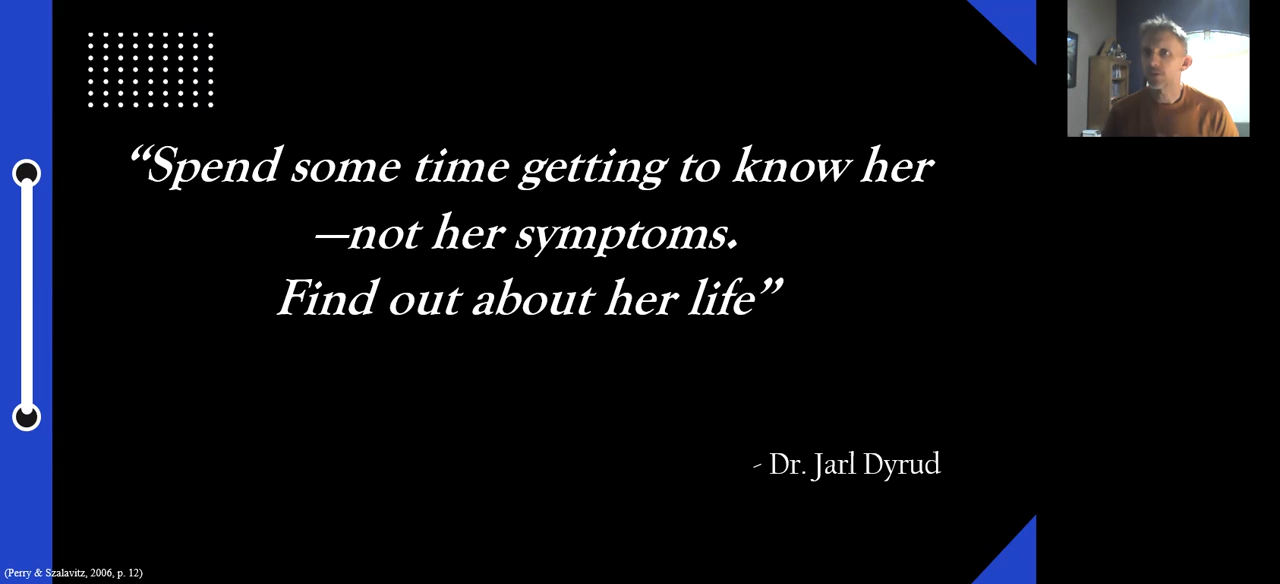 “Spend some time getting to know her
—not her symptoms.
Find out about her life”
- Dr. Jarl Dyrud
(Perry & Szalavitz, 2006, p. 12)